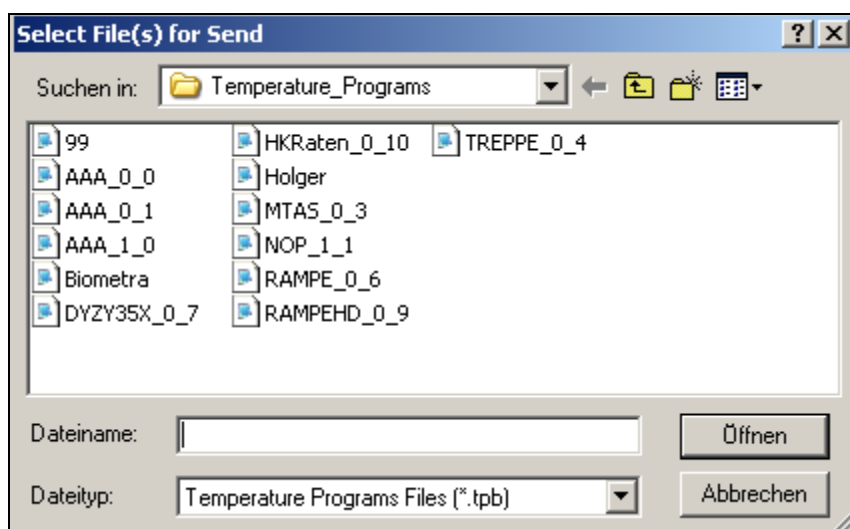 Select File(s) for Send
Suchen in: Temperature_Programs
99 HKRaten_0_10 TREPPE_0_4
AAA_0_0 Holger
AAA_0_1 MTAS_0_3
AAA_1_0 NOP_1_1
Biometra RAMPE_0_6
DYZY35X_0_7 RAMPEHD_0_9
Dateiname: Öffnen
Dateityp: Temperature Programs Files (*.tpb) Abbrechen